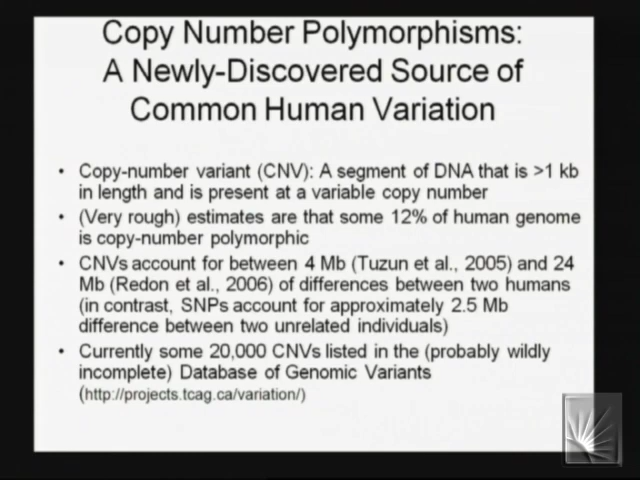 Copy Number Polymorphisms:
A Newly-Discovered Source of
Common Human Variation
• Copy-number variant (CNV): A segment of DNA that is >1 kb
in length and is present at a variable copy number
• (Very rough) estimates are that some 12% of human genome
is copy-number polymorphic
• CNVs account for between 4 Mb (Tuzun et al., 2005) and 24
Mb (Redon et al., 2006) of differences between two humans
(in contrast, SNPs account for approximately 2.5 Mb
difference between two unrelated individuals)
• Currently some 20,000 CNVs listed in the (probably wildly
incomplete) Database of Genomic Variants
(http://projects.tcag.ca/variation/)